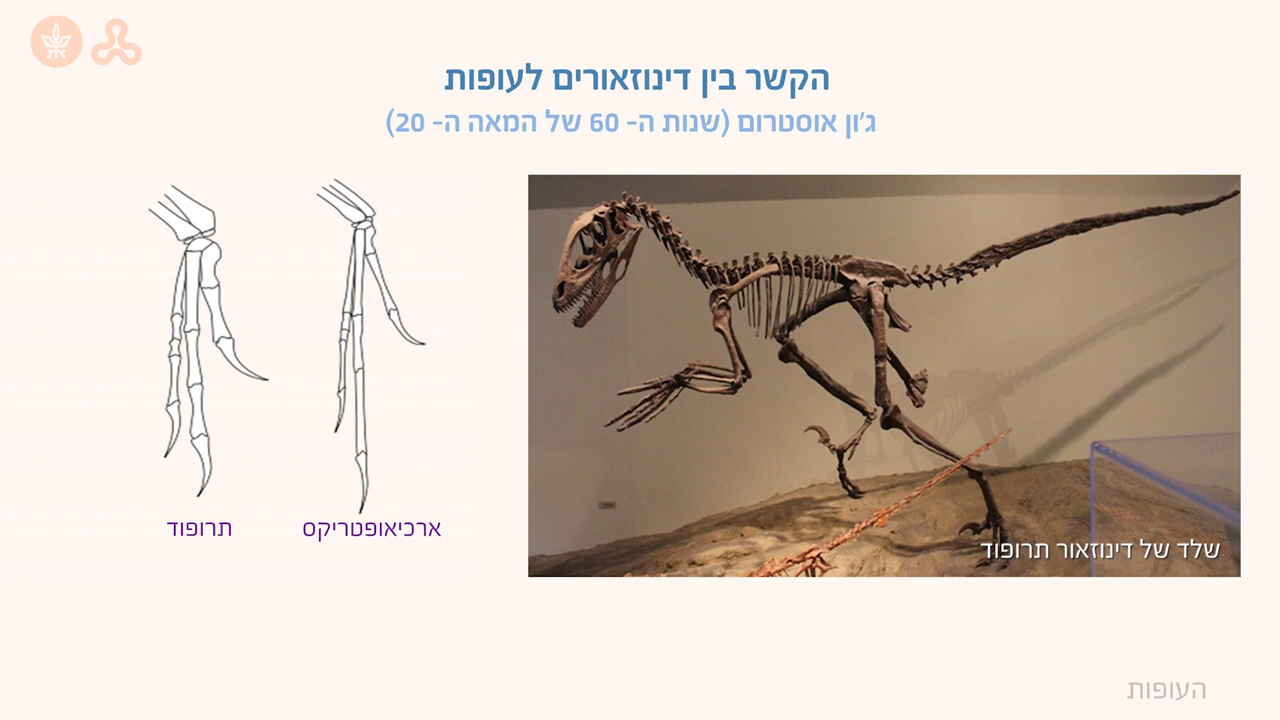 הקשר בין דינוזאורים לעופות
ג'ון אוסטרום (שנות ה- 60 של המאה ה- 20)
תרופוד
ארכיאופטריקס
שלד של דינוזאור תרופוד
העופות